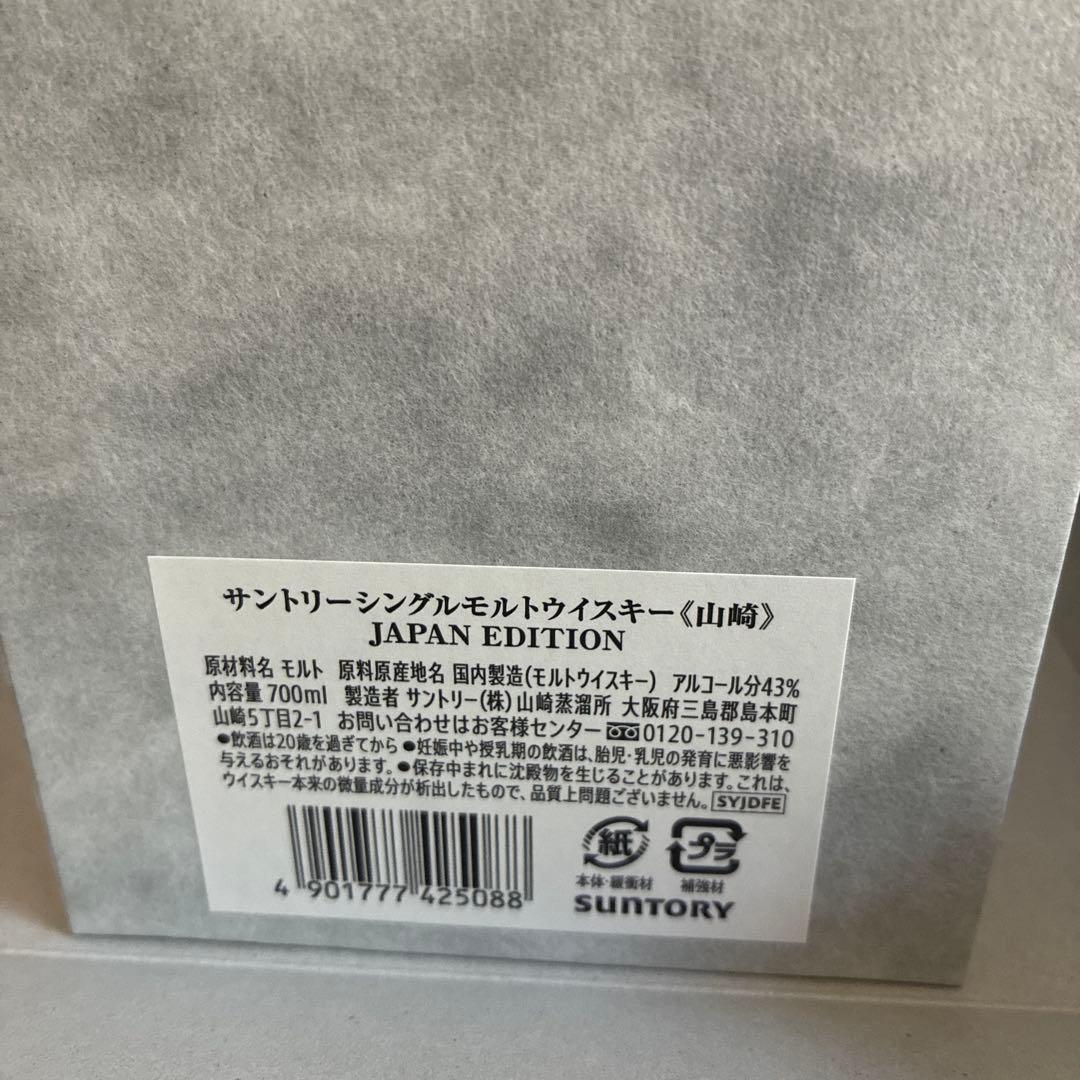 サントリーシングルモルトウイスキー《山崎》
JAPAN EDITION
原材料名 モルト 原料原産地名 国内製造(モルトウイスキー) アルコール分43%
内容量 700ml 製造者 サントリー(株)山崎蒸溜所 大阪府三島郡島本町
山崎5丁目2-1 お問い合わせはお客様センター 0120-139-310
●飲酒は20歳を過ぎてから ●妊娠中や授乳期の飲酒は、胎児・乳児の発育に悪影響を
与えるおそれがあります。●保存中まれに沈殿物を生じることがあります。これは、
ウイスキー本来の微量成分が析出したもので、品質上問題ございません。 SYJDFE
紙 プラ
本体・緩衝材 補強材
4 901777 425088
SUNTORY